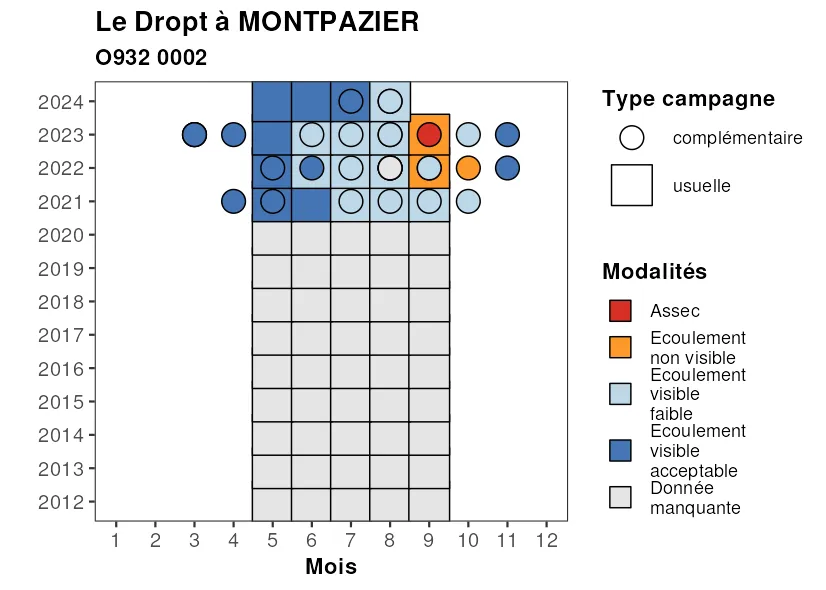 Le Dropt à MONTPAZIER
O932 0002
2024
2023
2022
2021
2020
2019
2018
2017
2016
2015
2014
2013
2012
1 2 3 4 5 6 7 8 9 10 11 12
Mois
Type campagne
complémentaire
usuelle
Modalités
Assec
Ecoulement
non visible
Ecoulement
visible
faible
Ecoulement
visible
acceptable
Donnée
manquante